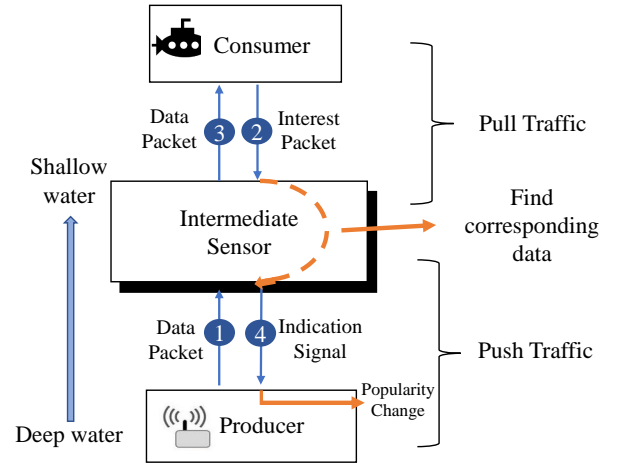 Consumer
Data
Packet
3
2
Interest
Packet
Pull Traffic
Shallow
water
Intermediate
Sensor
Find
corresponding
data
Data
Packet
1
4
Indication
Signal
Push Traffic
Popularity
Change
Producer
Deep water